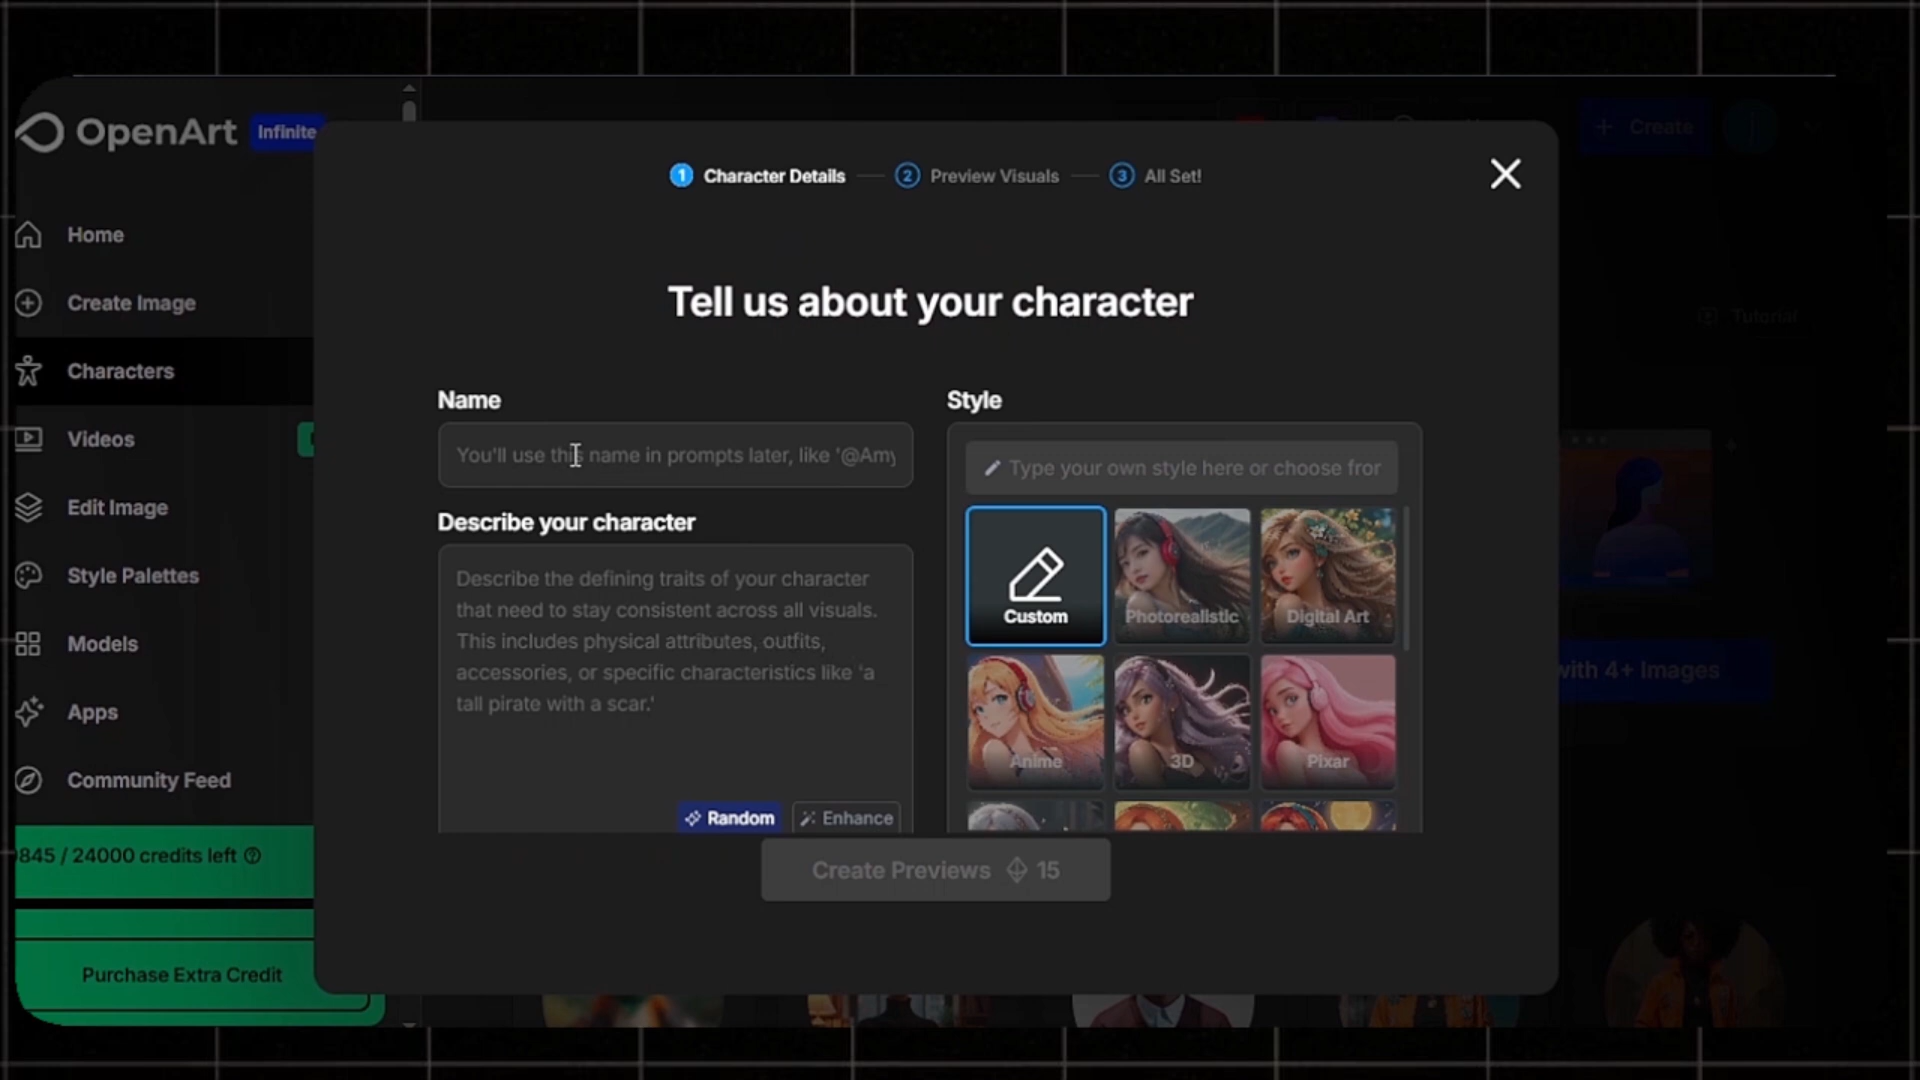 OpenArt Infinite
Home
Create Image
Characters
Videos
Edit Image
Style Palettes
Models
Apps
Community Feed
845 / 24000 credits left
Purchase Extra Credit
1 Character Details
2 Preview Visuals
3 All Set!
Tell us about your character
Name
You'll use this name in prompts later, like '@Amy
Describe your character
Describe the defining traits of your character
that need to stay consistent across all visuals.
This includes physical attributes, outfits,
accessories, or specific characteristics like 'a
tall pirate with a scar.'
Random
Enhance
Style
Type your own style here or choose fror
Custom
Photorealistic
Digital Art
Anime
3D
Pixar
Create Previews 15
+ Create
Tutorial
with 4+ Images